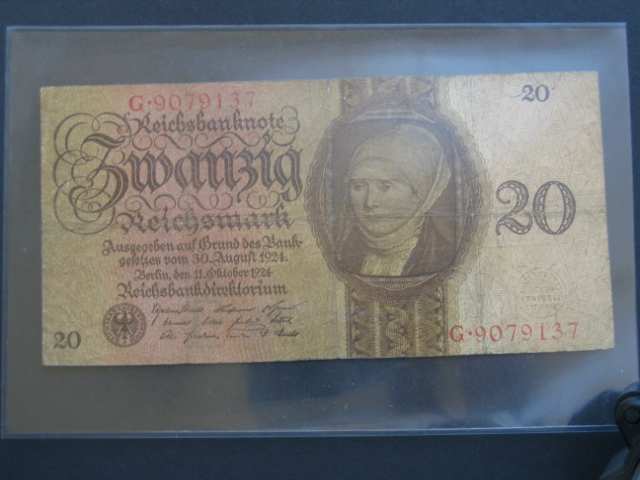 G·9079137
20
Reichsbanknote
Zwanzig
Reichsmark
20
Ausgegeben auf Grund des Bank-
gesetzes vom 30. August 1924.
Berlin, den 11. Oktober 1924
Reichsbankdirektorium
G·9079137
20